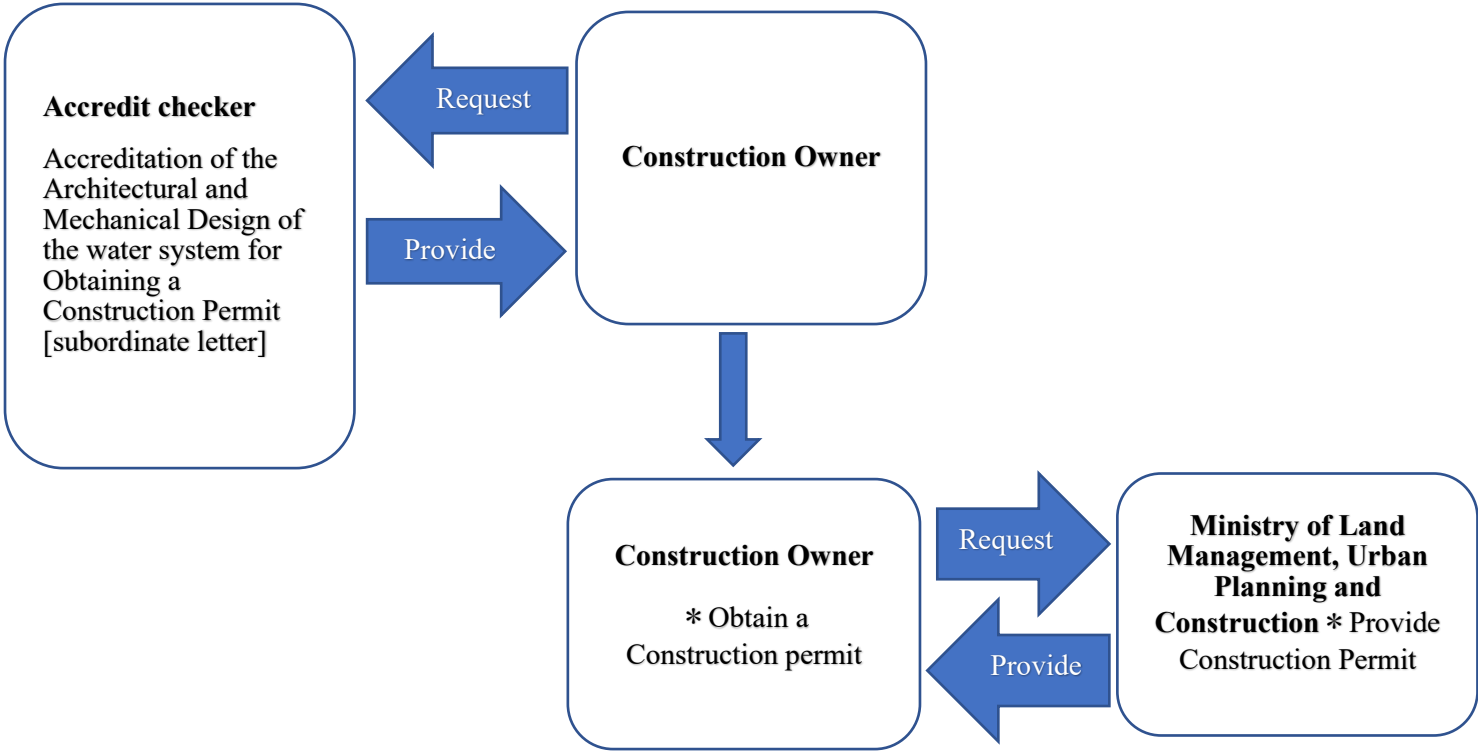 Accredit checker
Accreditation of the
Architectural and
Mechanical Design of
the water system for
Obtaining a
Construction Permit
[subordinate letter]
Request
Provide
Construction Owner
Construction Owner
* Obtain a
Construction permit
Request
Provide
Ministry of Land
Management, Urban
Planning and
Construction * Provide
Construction Permit